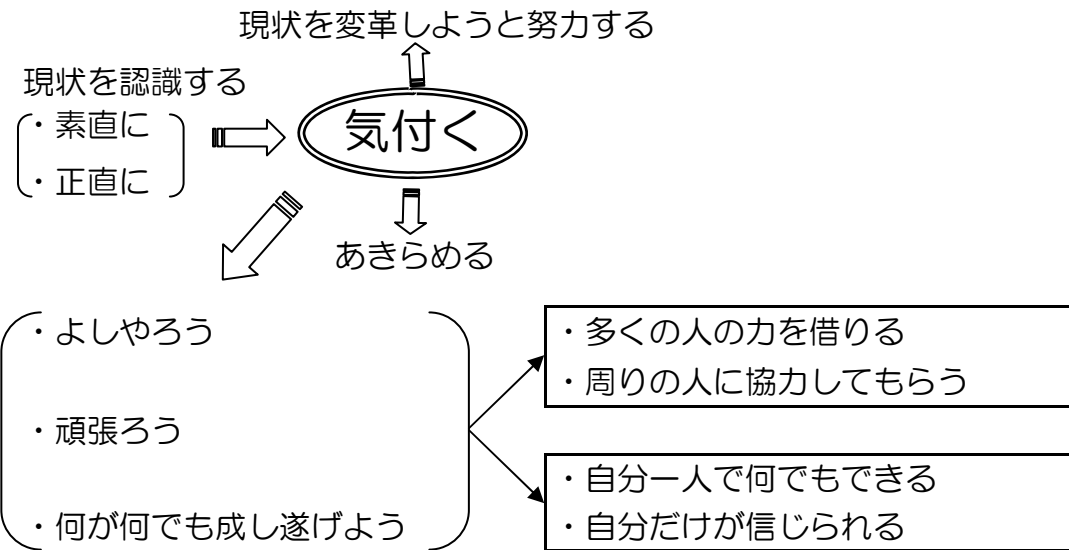 現状を変革しようと努力する
現状を認識する
・素直に
・正直に
気付く
あきらめる
・よしやろう
・頑張ろう
・何が何でも成し遂げよう
・多くの人の力を借りる
・周りの人に協力してもらう
・自分一人で何でもできる
・自分だけが信じられる